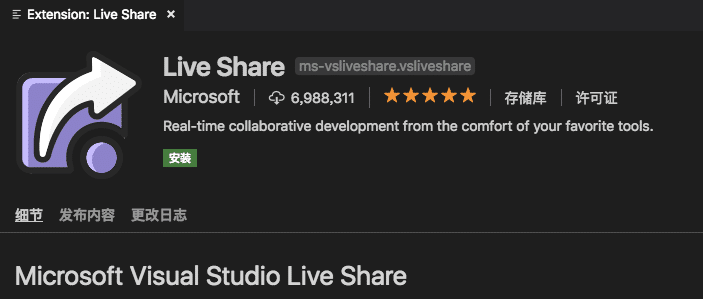 Extension: Live Share
Live Share ms-vsliveshare.vsliveshare
Microsoft 6,988,311 存储库 许可证
Real-time collaborative development from the comfort of your favorite tools.
安装
细节 发布内容 更改日志
Microsoft Visual Studio Live Share